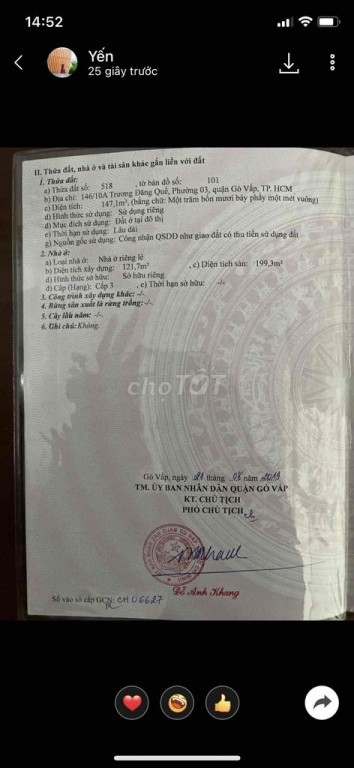 14:52
Yến
25 giây trước
II. Thửa đất, nhà ở và tài sản khác gắn liền với đất
1. Thửa đất:
a) Thửa đất số: 518 , tờ bản đồ số: 101
b) Địa chỉ: 146/10A Trương Đăng Quế, Phường 03, quận Gò Vấp, TP. HCM
c) Diện tích: 147,1m², (bằng chữ: Một trăm bốn mươi bảy phẩy một mét vuông)
d) Hình thức sử dụng: Sử dụng riêng
đ) Mục đích sử dụng: Đất ở tại đô thị
e) Thời hạn sử dụng: Lâu dài
g) Nguồn gốc sử dụng: Công nhận QSDĐ như giao đất có thu tiền sử dụng đất
2. Nhà ở:
a) Loại nhà ở: Nhà ở riêng lẻ
b) Diện tích xây dựng: 121,7m² , c) Diện tích sàn: 199,3m²
d) Hình thức sở hữu: Sở hữu riêng
đ) Cấp (Hạng): Cấp 3 , e) Thời hạn sở hữu: -/-
3. Công trình xây dựng khác: -/-
4. Rừng sản xuất là rừng trồng: -/-
5. Cây lâu năm: -/-
6. Ghi chú: Không.
choTỐT
Gò Vấp, ngày tháng năm 2019
TM. ỦY BAN NHÂN DÂN QUẬN GÒ VẤP
KT. CHỦ TỊCH
PHÓ CHỦ TỊCH
Đỗ Anh Khang
Số vào sổ cấp GCN: CH 06627